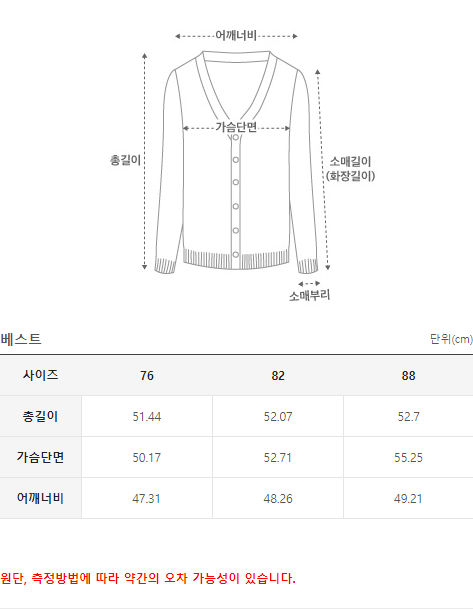 어깨너비
가슴단면
총길이
소매길이
(화장길이)
소매부리
베스트 단위(cm)
사이즈 76 82 88
총길이 51.44 52.07 52.7
가슴단면 50.17 52.71 55.25
어깨너비 47.31 48.26 49.21
원단, 측정방법에 따라 약간의 오차 가능성이 있습니다.